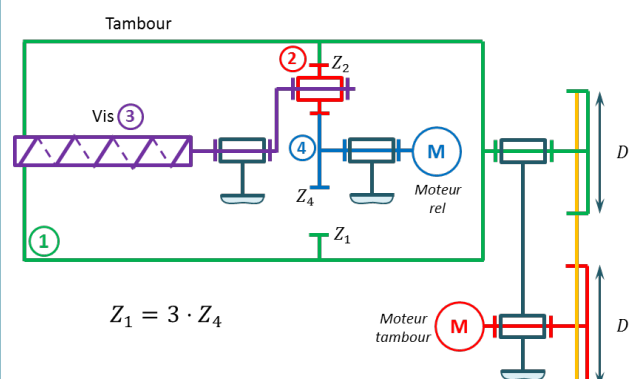 Tambour
2
Z₂
Vis 3
4
M
D
Z₄
Moteur
rel
1
Z₁
Z₁ = 3 · Z₄
Moteur
tambour
M
D